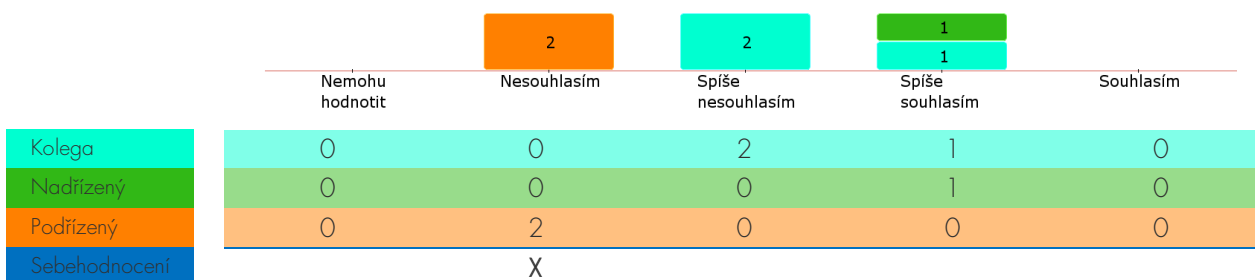 2 2 1
1
Nemohu hodnotit Nesouhlasím Spíše nesouhlasím Spíše souhlasím Souhlasím
Kolega 0 0 2 1 0
Nadřízený 0 0 0 1 0
Podřízený 0 2 0 0 0
Sebehodnocení X